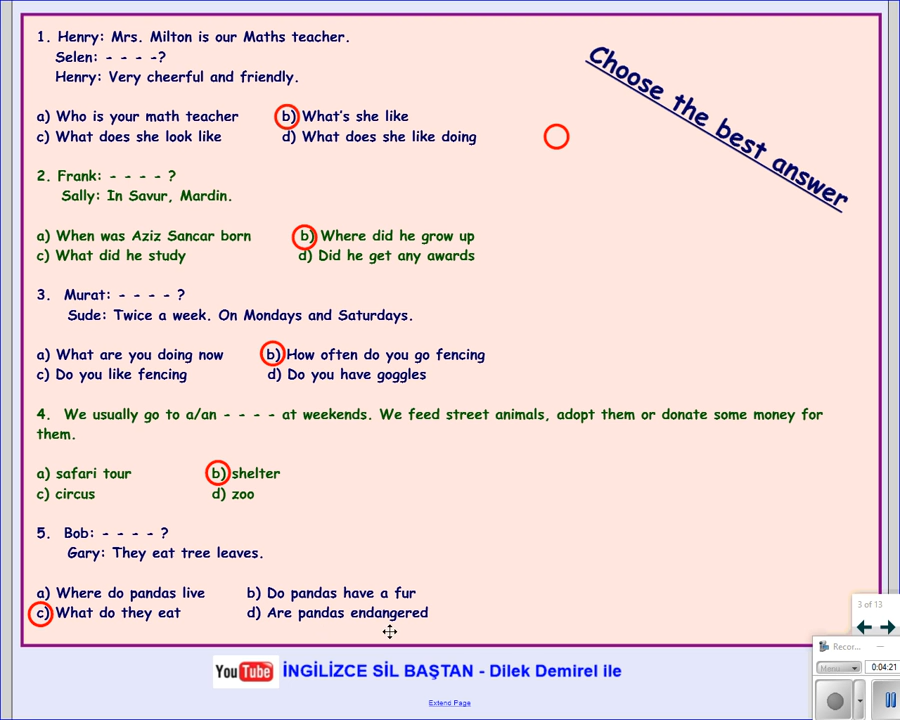 Choose the best answer
1. Henry: Mrs. Milton is our Maths teacher.
Selen: - - - -?
Henry: Very cheerful and friendly.
a) Who is your math teacher b) What's she like
c) What does she look like d) What does she like doing
2. Frank: - - - - ?
Sally: In Savur, Mardin.
a) When was Aziz Sancar born b) Where did he grow up
c) What did he study d) Did he get any awards
3. Murat: - - - - ?
Sude: Twice a week. On Mondays and Saturdays.
a) What are you doing now b) How often do you go fencing
c) Do you like fencing d) Do you have goggles
4. We usually go to a/an - - - - at weekends. We feed street animals, adopt them or donate some money for
them.
a) safari tour b) shelter
c) circus d) zoo
5. Bob: - - - - ?
Gary: They eat tree leaves.
a) Where do pandas live b) Do pandas have a fur
c) What do they eat d) Are pandas endangered
3 of 13
Recor...
Menu
0:04:21
YouTube İNGİLİZCE SİL BAŞTAN - Dilek Demirel ile
Extend Page